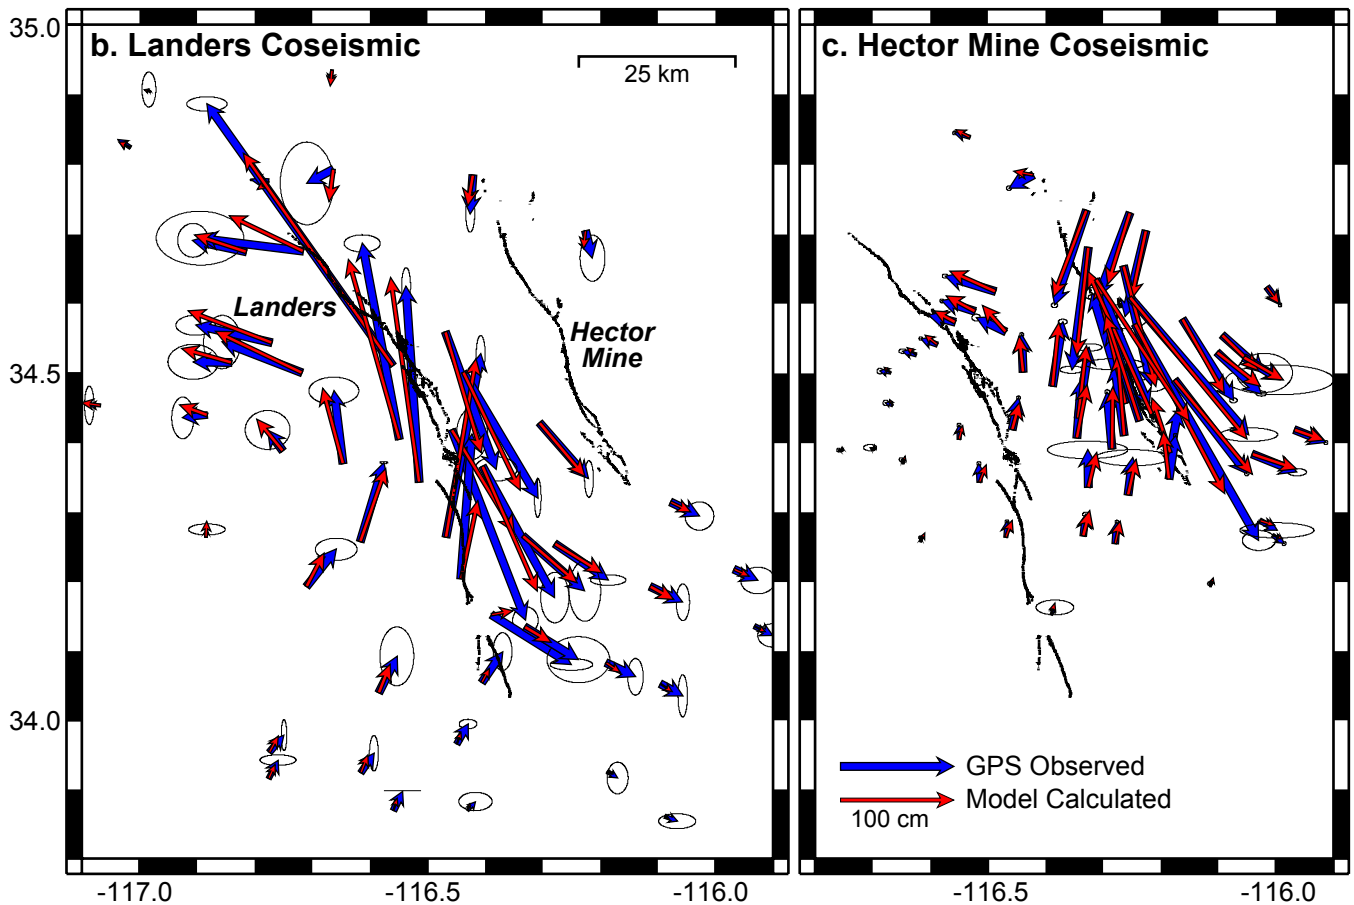 35.0
b. Landers Coseismic
c. Hector Mine Coseismic
25 km
Landers
Hector
Mine
34.5
34.0
GPS Observed
Model Calculated
100 cm
-117.0
-116.5
-116.0
-116.5
-116.0